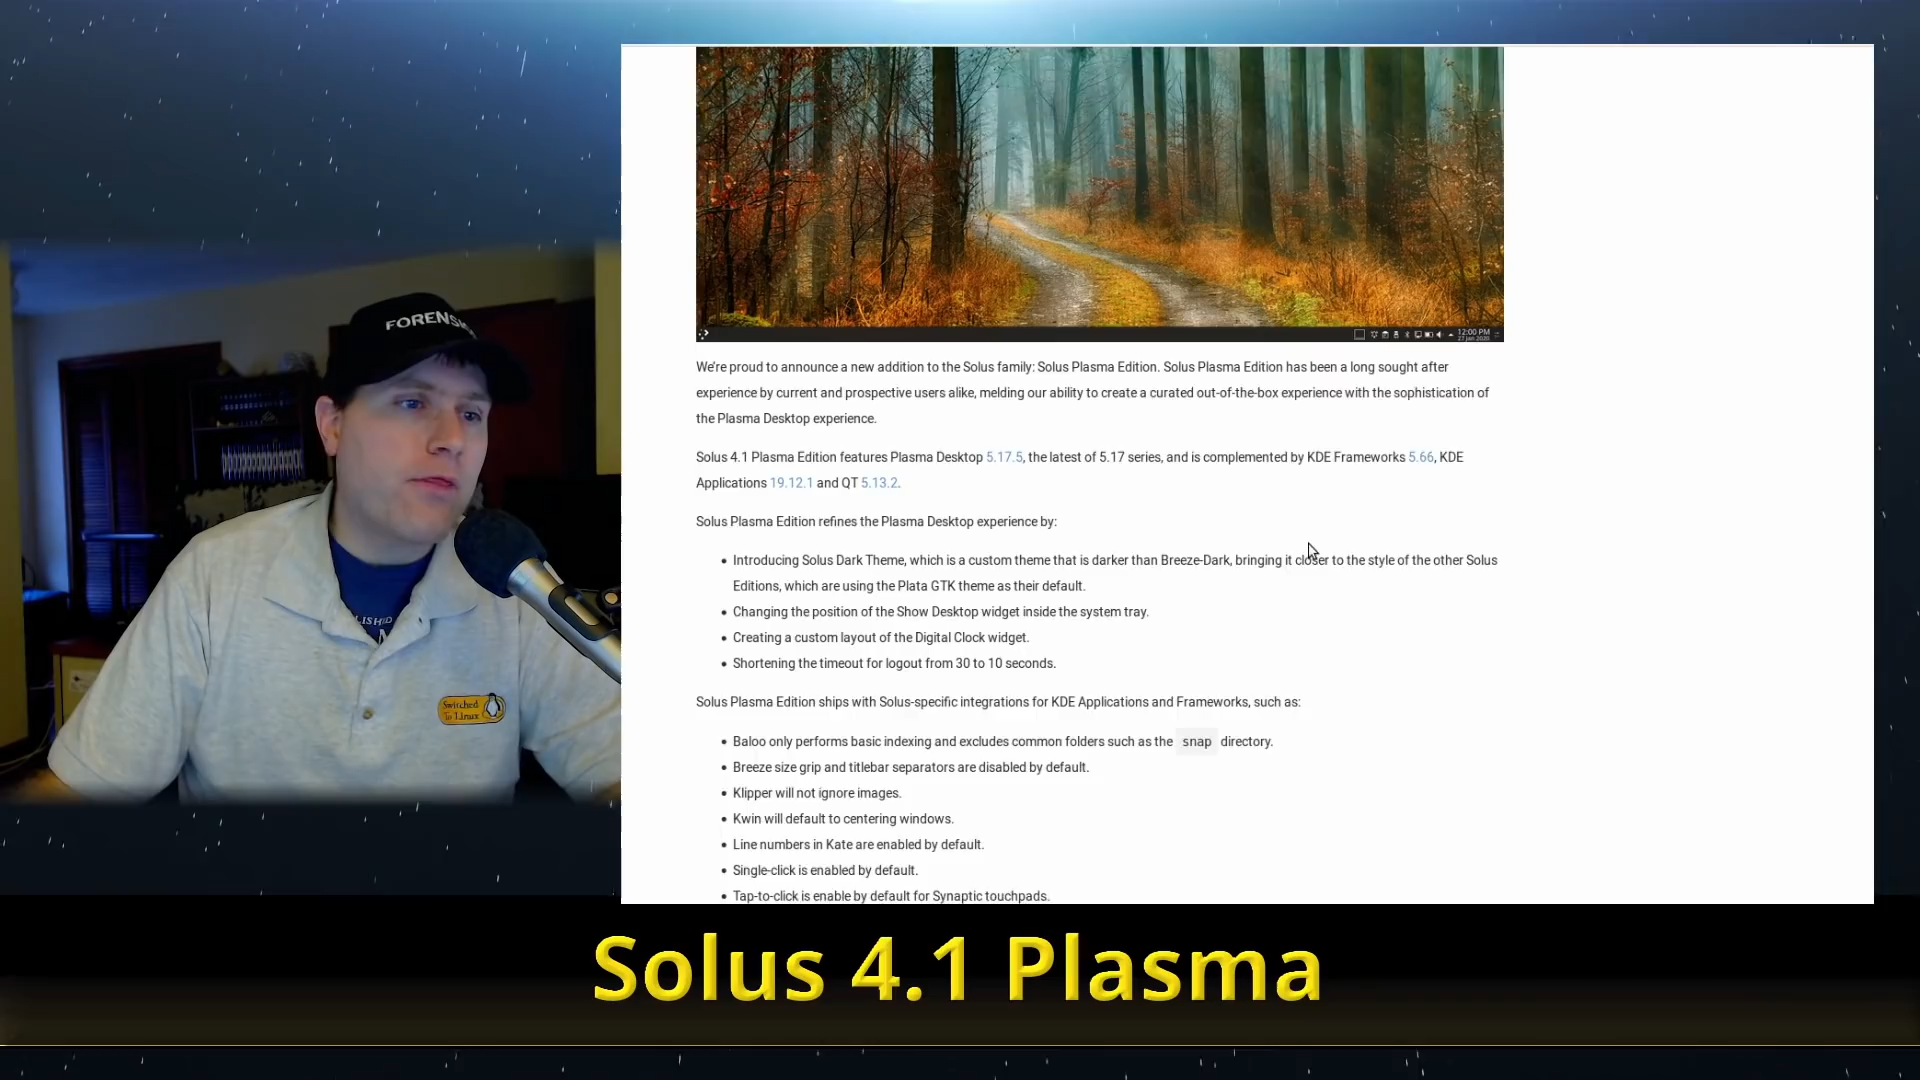 12:00 PM
27 Jan 2020
We're proud to announce a new addition to the Solus family: Solus Plasma Edition. Solus Plasma Edition has been a long sought after
experience by current and prospective users alike, melding our ability to create a curated out-of-the-box experience with the sophistication of
the Plasma Desktop experience.
Solus 4.1 Plasma Edition features Plasma Desktop 5.17.5, the latest of 5.17 series, and is complemented by KDE Frameworks 5.66, KDE
Applications 19.12.1 and QT 5.13.2.
Solus Plasma Edition refines the Plasma Desktop experience by:
• Introducing Solus Dark Theme, which is a custom theme that is darker than Breeze-Dark, bringing it closer to the style of the other Solus
Editions, which are using the Plata GTK theme as their default.
• Changing the position of the Show Desktop widget inside the system tray.
• Creating a custom layout of the Digital Clock widget.
• Shortening the timeout for logout from 30 to 10 seconds.
Solus Plasma Edition ships with Solus-specific integrations for KDE Applications and Frameworks, such as:
• Baloo only performs basic indexing and excludes common folders such as the snap directory.
• Breeze size grip and titlebar separators are disabled by default.
• Klipper will not ignore images.
• Kwin will default to centering windows.
• Line numbers in Kate are enabled by default.
• Single-click is enabled by default.
• Tap-to-click is enable by default for Synaptic touchpads.
Switched
To Linux
Solus 4.1 Plasma